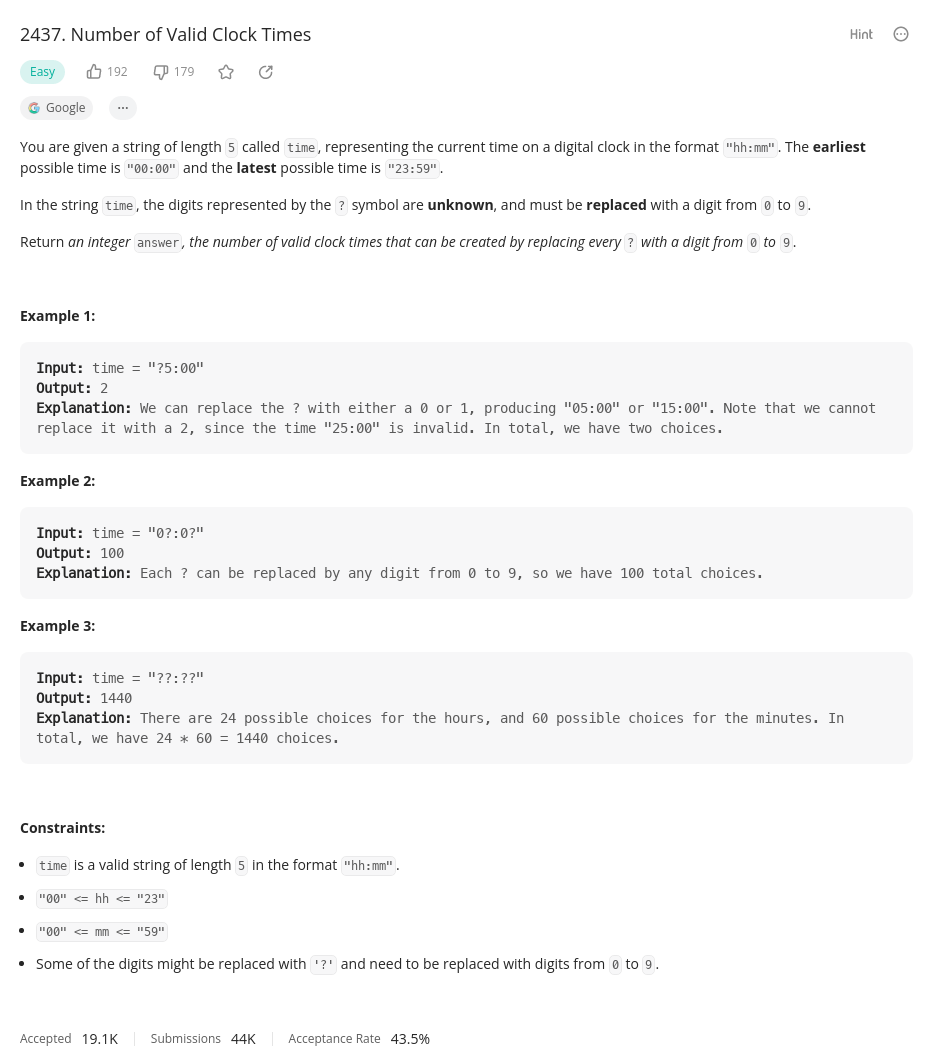 2437. Number of Valid Clock Times
Hint
Easy 192 179
Google ...
You are given a string of length 5 called time, representing the current time on a digital clock in the format "hh:mm". The earliest
possible time is "00:00" and the latest possible time is "23:59".
In the string time, the digits represented by the ? symbol are unknown, and must be replaced with a digit from 0 to 9.
Return an integer answer, the number of valid clock times that can be created by replacing every ? with a digit from 0 to 9.
Example 1:
Input: time = "?5:00"
Output: 2
Explanation: We can replace the ? with either a 0 or 1, producing "05:00" or "15:00". Note that we cannot
replace it with a 2, since the time "25:00" is invalid. In total, we have two choices.
Example 2:
Input: time = "0?:0?"
Output: 100
Explanation: Each ? can be replaced by any digit from 0 to 9, so we have 100 total choices.
Example 3:
Input: time = "??:??"
Output: 1440
Explanation: There are 24 possible choices for the hours, and 60 possible choices for the minutes. In
total, we have 24 * 60 = 1440 choices.
Constraints:
• time is a valid string of length 5 in the format "hh:mm".
• "00" <= hh <= "23"
• "00" <= mm <= "59"
• Some of the digits might be replaced with '?' and need to be replaced with digits from 0 to 9.
Accepted 19.1K Submissions 44K Acceptance Rate 43.5%